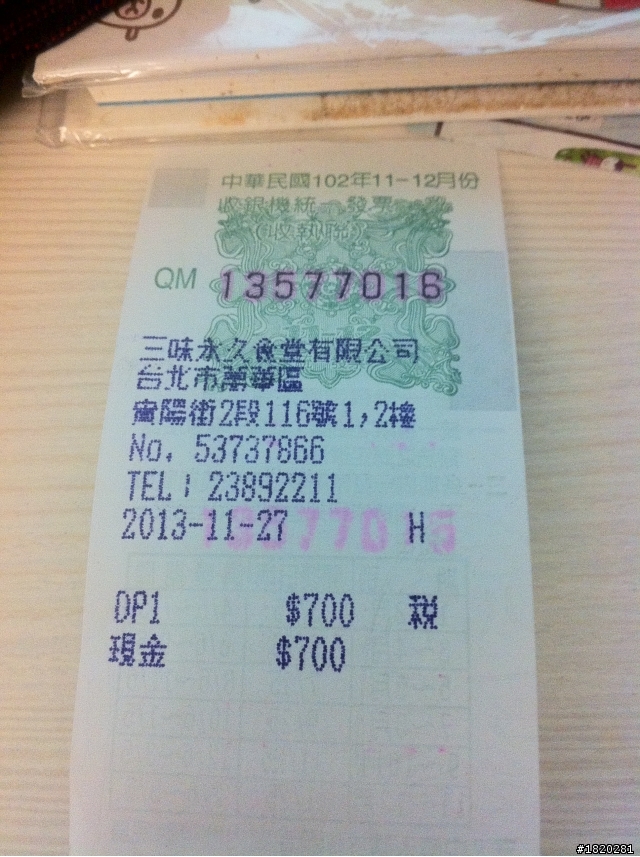 中華民國102年11-12月份
收銀機統一發票
(收執聯)
QM 13577016
三味永久食堂有限公司
台北市萬華區
貴陽街2段116號1,2樓
No. 53737866
TEL: 23892211
2013-11-27 H
DP1 $700 稅
現金 $700
#1820281